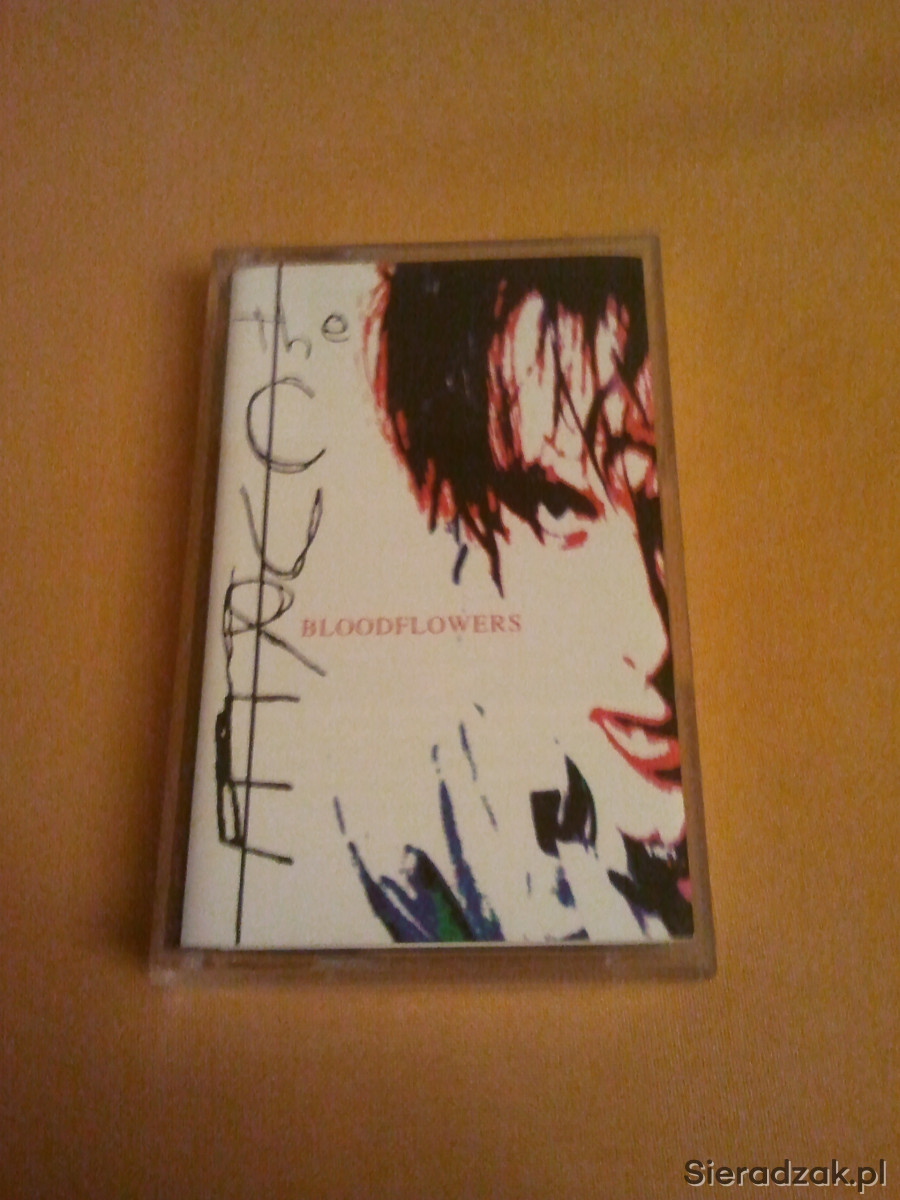 the CURE
BLOODFLOWERS
Sieradzak.pl